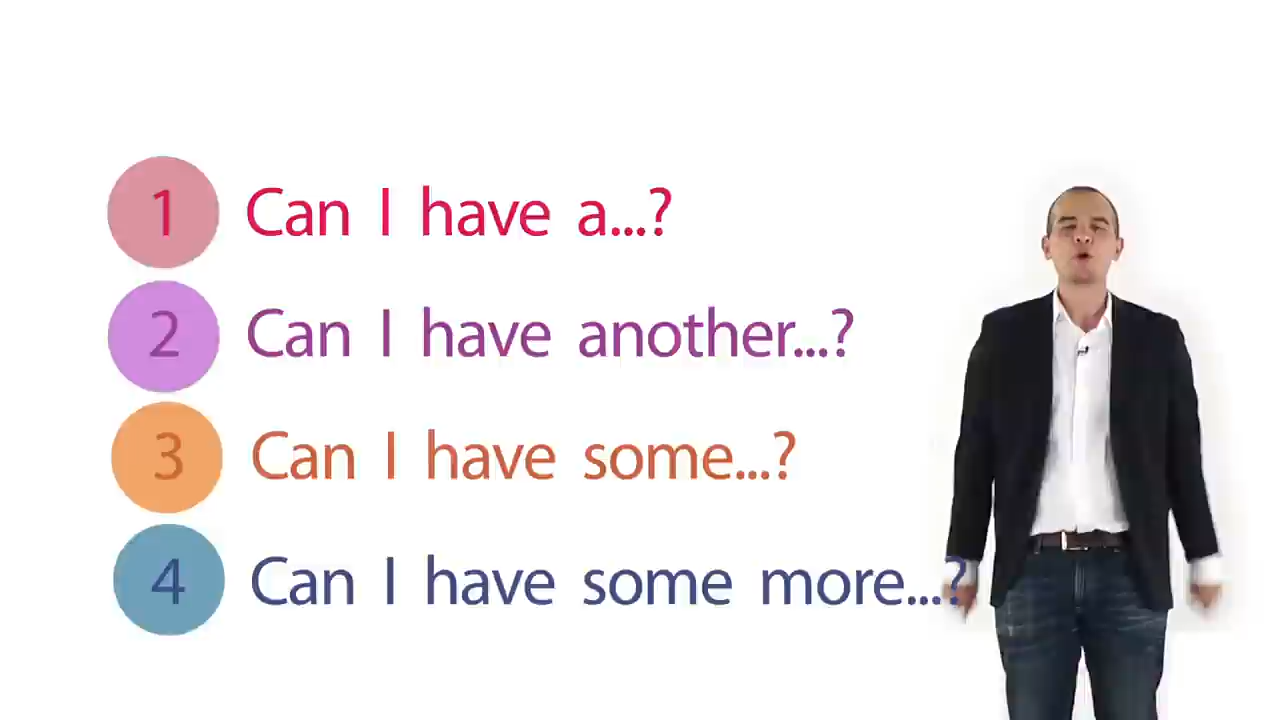 1 Can I have a...?
2 Can I have another...?
3 Can I have some...?
4 Can I have some more...?